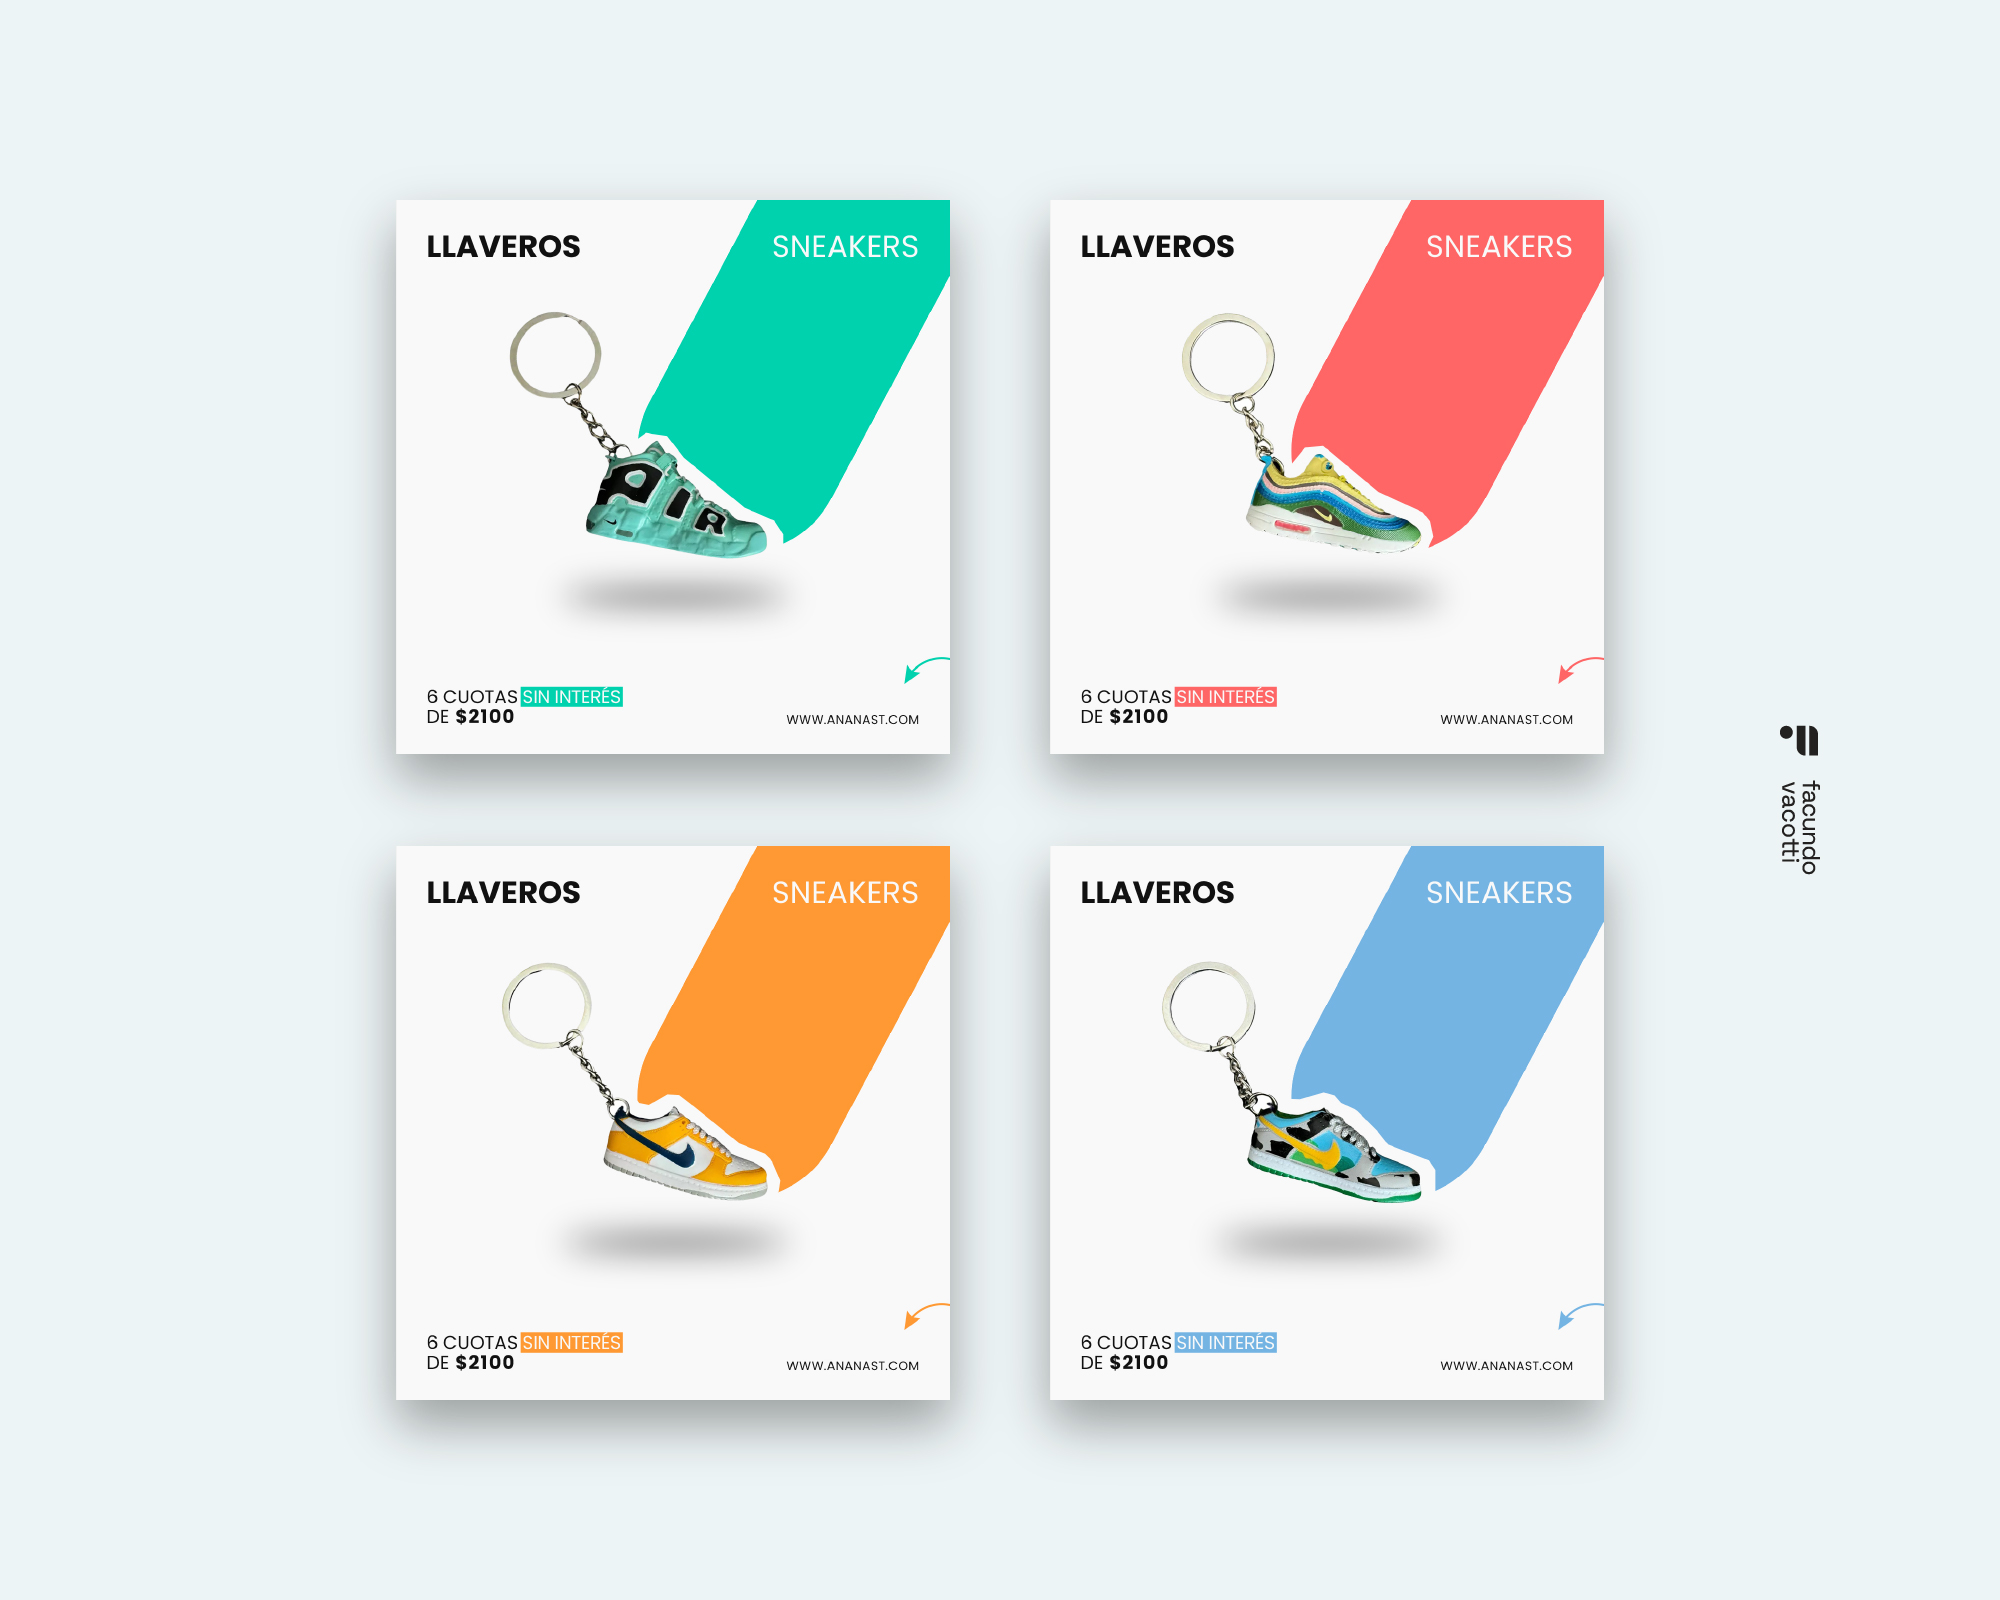 LLAVEROS
SNEAKERS
AIR
6 CUOTAS SIN INTERÉS
DE $2100
WWW.ANANAST.COM
LLAVEROS
SNEAKERS
6 CUOTAS SIN INTERÉS
DE $2100
WWW.ANANAST.COM
LLAVEROS
SNEAKERS
6 CUOTAS SIN INTERÉS
DE $2100
WWW.ANANAST.COM
LLAVEROS
SNEAKERS
6 CUOTAS SIN INTERÉS
DE $2100
WWW.ANANAST.COM
facundo
vacotti